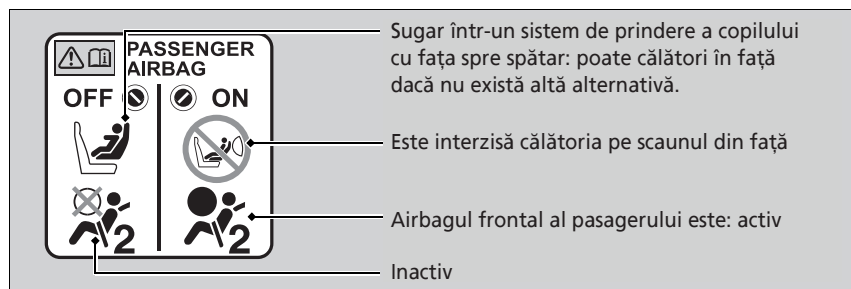 PASSENGER
AIRBAG
OFF ON
2 2
Sugar într-un sistem de prindere a copilului
cu fața spre spătar: poate călători în față
dacă nu există altă alternativă.
Este interzisă călătoria pe scaunul din față
Airbagul frontal al pasagerului este: activ
Inactiv